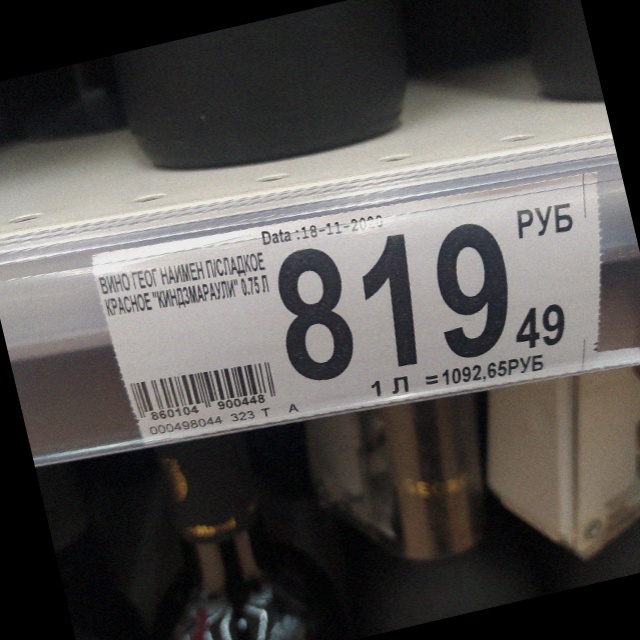 Data:18-11-2009
ВИНО ГЕОГ НАИМЕН П/СЛАДКОЕ
КРАСНОЕ "КИНДЗМАРАУЛИ" 0.75 Л
819 49 РУБ
1 Л =1092,65РУБ
860104 900448
000498044 323 Т А